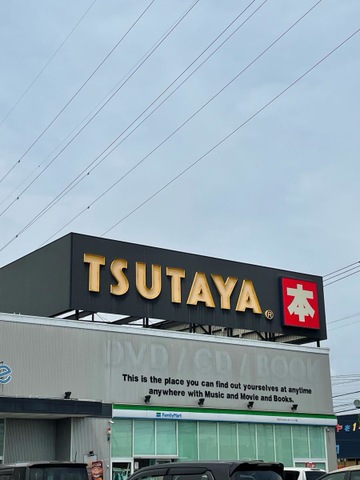 TSUTAYA®
本
DVD / CD / BOOK
This is the place you can find out yourselves at anytime
anywhere with Music and Movie and Books.
FamilyMart